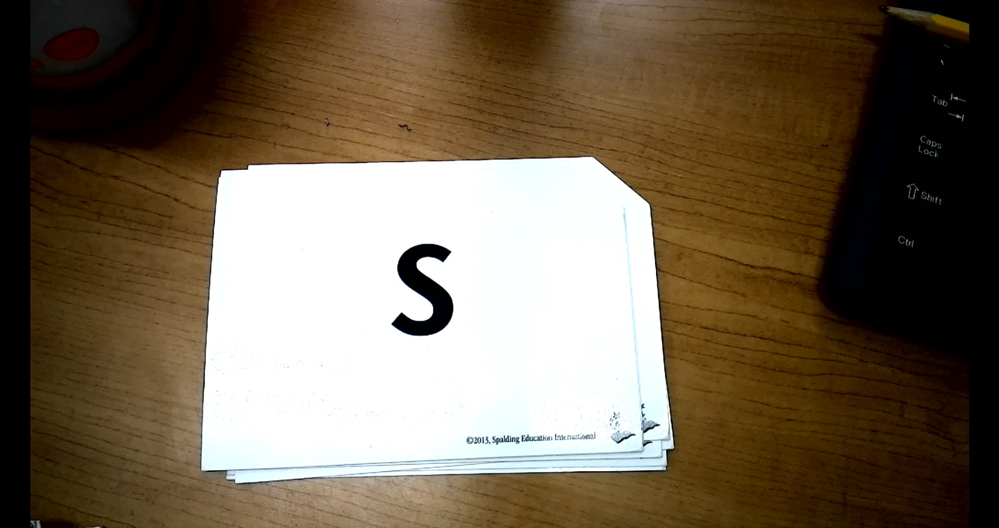 s
©2013, Spalding Education International
~
\
Tab
Caps
Lock
Shift
Ctrl